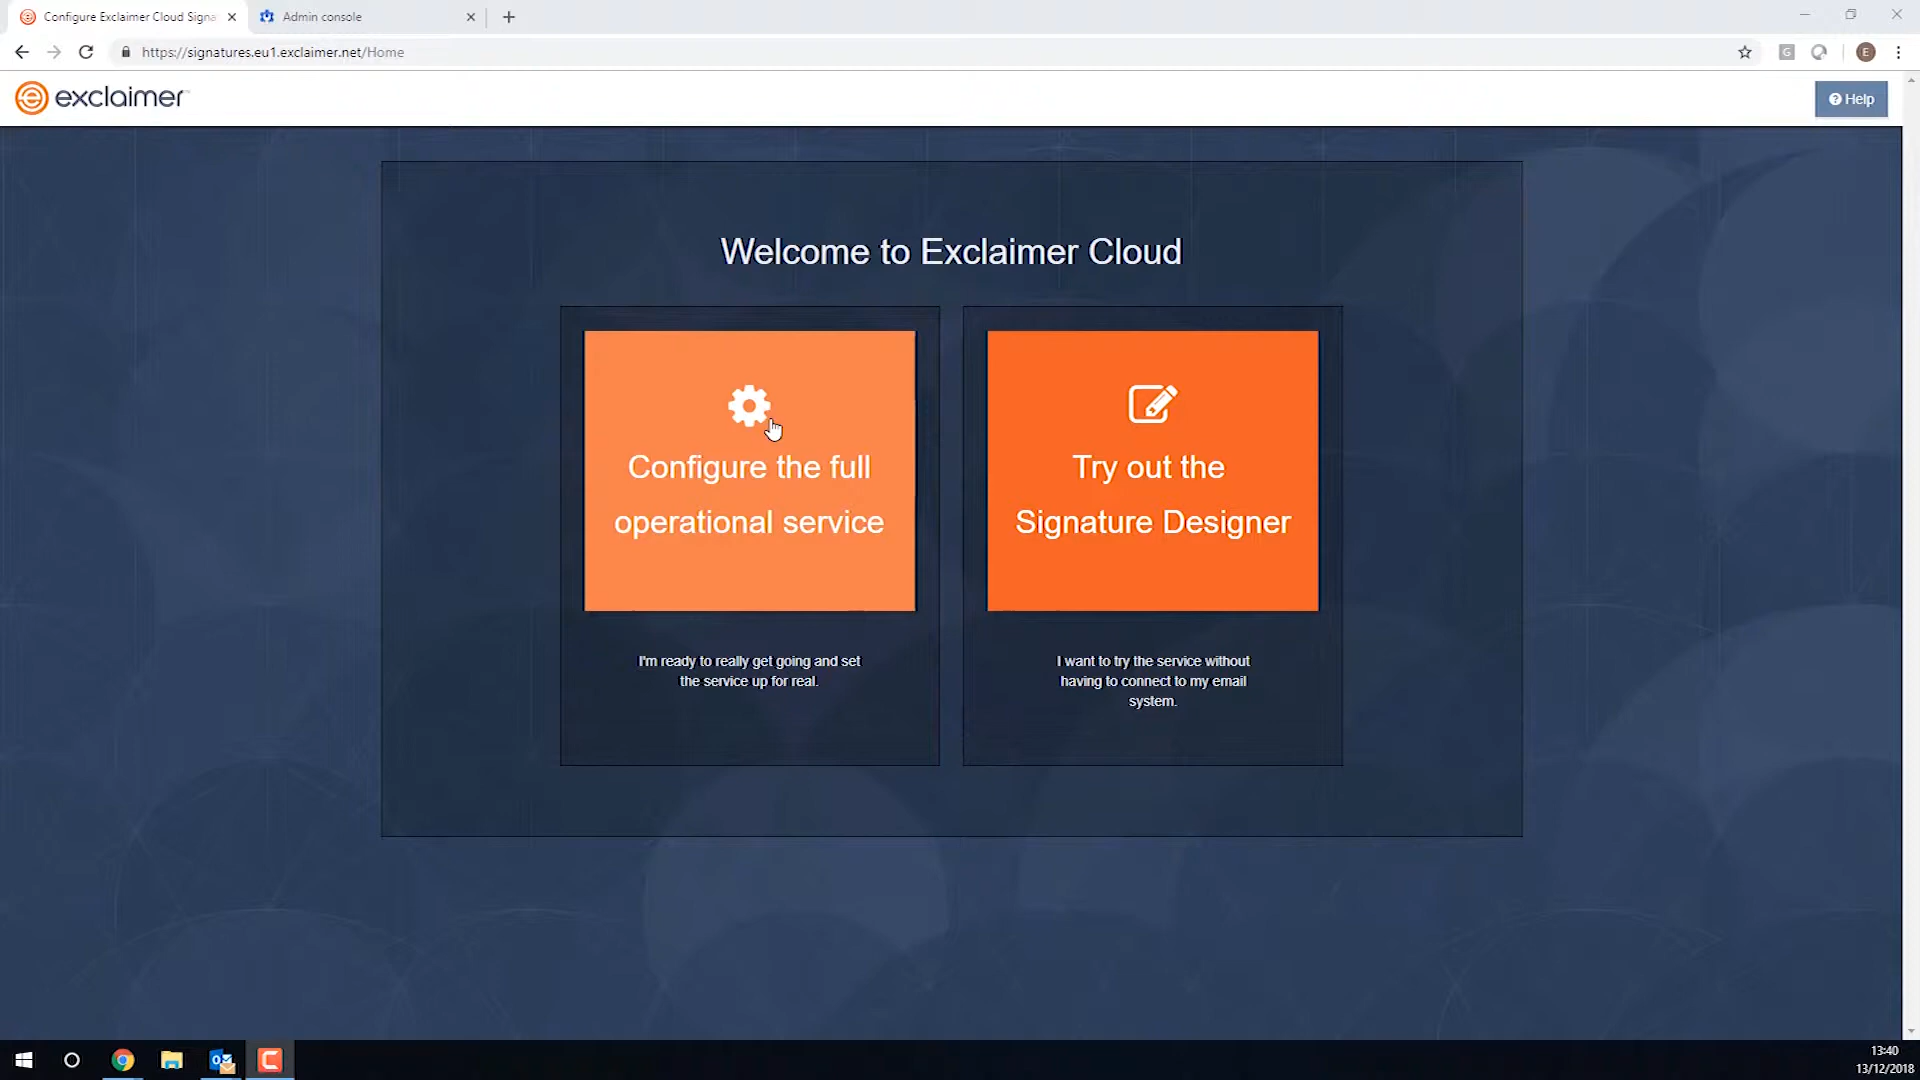 Configure Exclaimer Cloud Signa
Admin console
https://signatures.eu1.exclaimer.net/Home
G
E
exclaimer
Help
Welcome to Exclaimer Cloud
Configure the full
operational service
Try out the
Signature Designer
I'm ready to really get going and set
the service up for real.
I want to try the service without
having to connect to my email
system.
13:40
13/12/2018